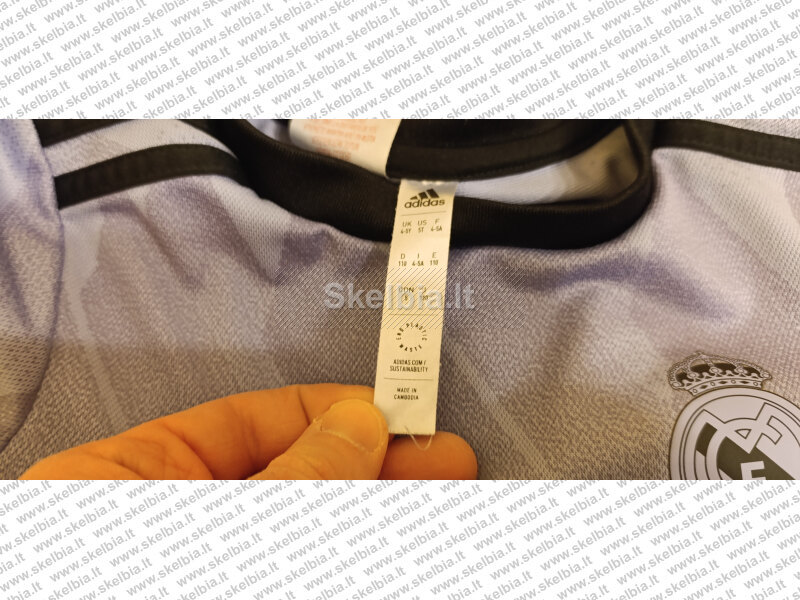 adidas
UK US F
4-5Y 5T 4-5A
D I E
110 4-5A 110
Skelbia.lt
END PLASTIC WASTE
ADIDAS.COM/
SUSTAINABILITY
MADE IN
CAMBODIA
www.skelbia.lt